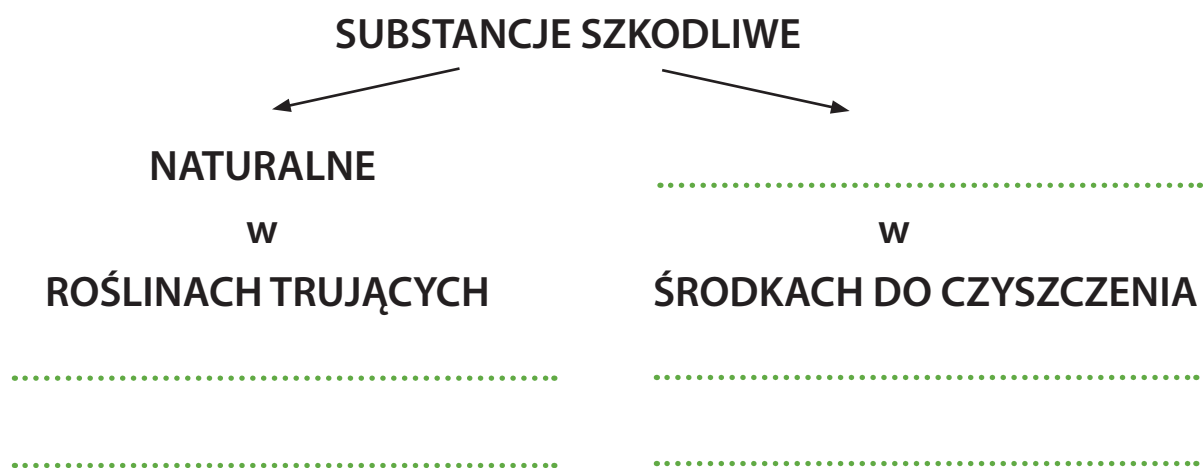 SUBSTANCJE SZKODLIWE
NATURALNE
w
ROŚLINACH TRUJĄCYCH
w
ŚRODKACH DO CZYSZCZENIA